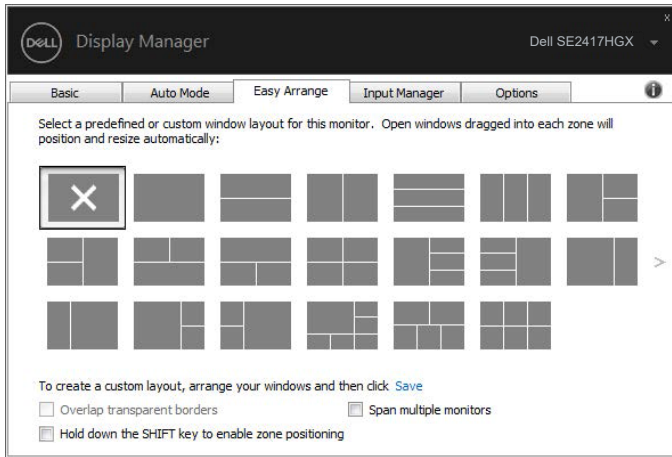 x
DELL Display Manager Dell SE2417HGX
Basic Auto Mode Easy Arrange Input Manager Options i
Select a predefined or custom window layout for this monitor. Open windows dragged into each zone will
position and resize automatically:
>
To create a custom layout, arrange your windows and then click Save
Overlap transparent borders Span multiple monitors
Hold down the SHIFT key to enable zone positioning